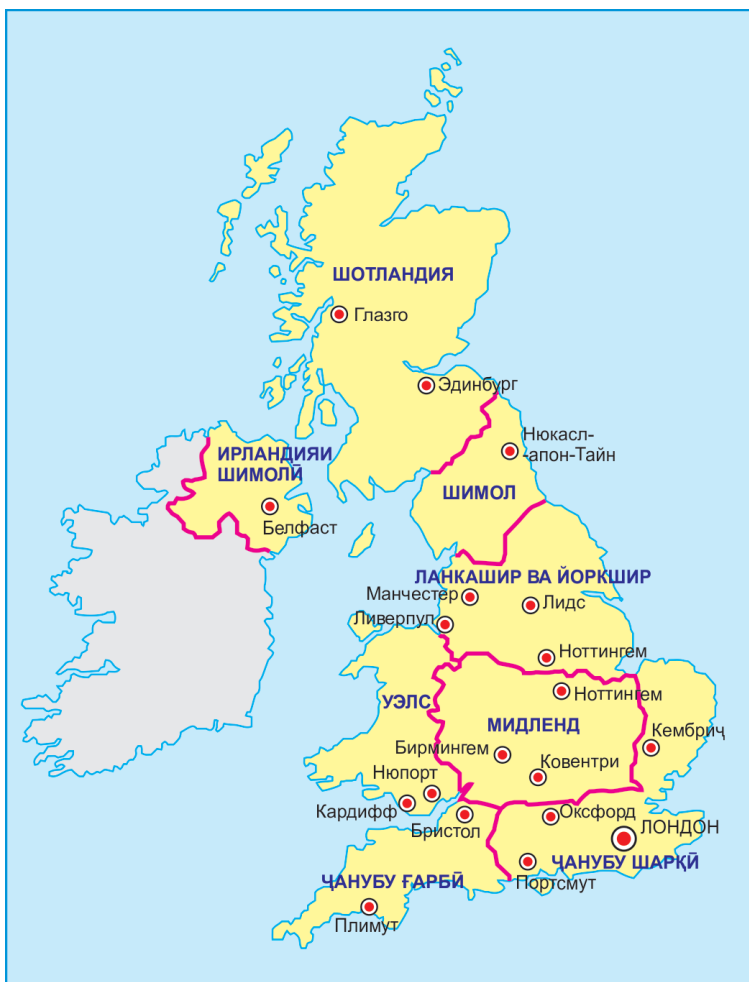 ШОТЛАНДИЯ
Глазго
Эдинбург
Нюкасл-
-апон-Тайн
ИРЛАНДИЯИ
ШИМОЛӢ
Белфаст
ШИМОЛ
ЛАНКАШИР ВА ЙОРКШИР
Манчестер
Лидс
Ливерпул
Ноттингем
Ноттингем
УЭЛС
МИДЛЕНД
Кембриҷ
Бирмингем
Ковентри
Нюпорт
Кардифф
Оксфорд
Бристол
ЛОНДОН
ҶАНУБУ ШАРҚӢ
Портсмут
ҶАНУБУ ҒАРБӢ
Плимут